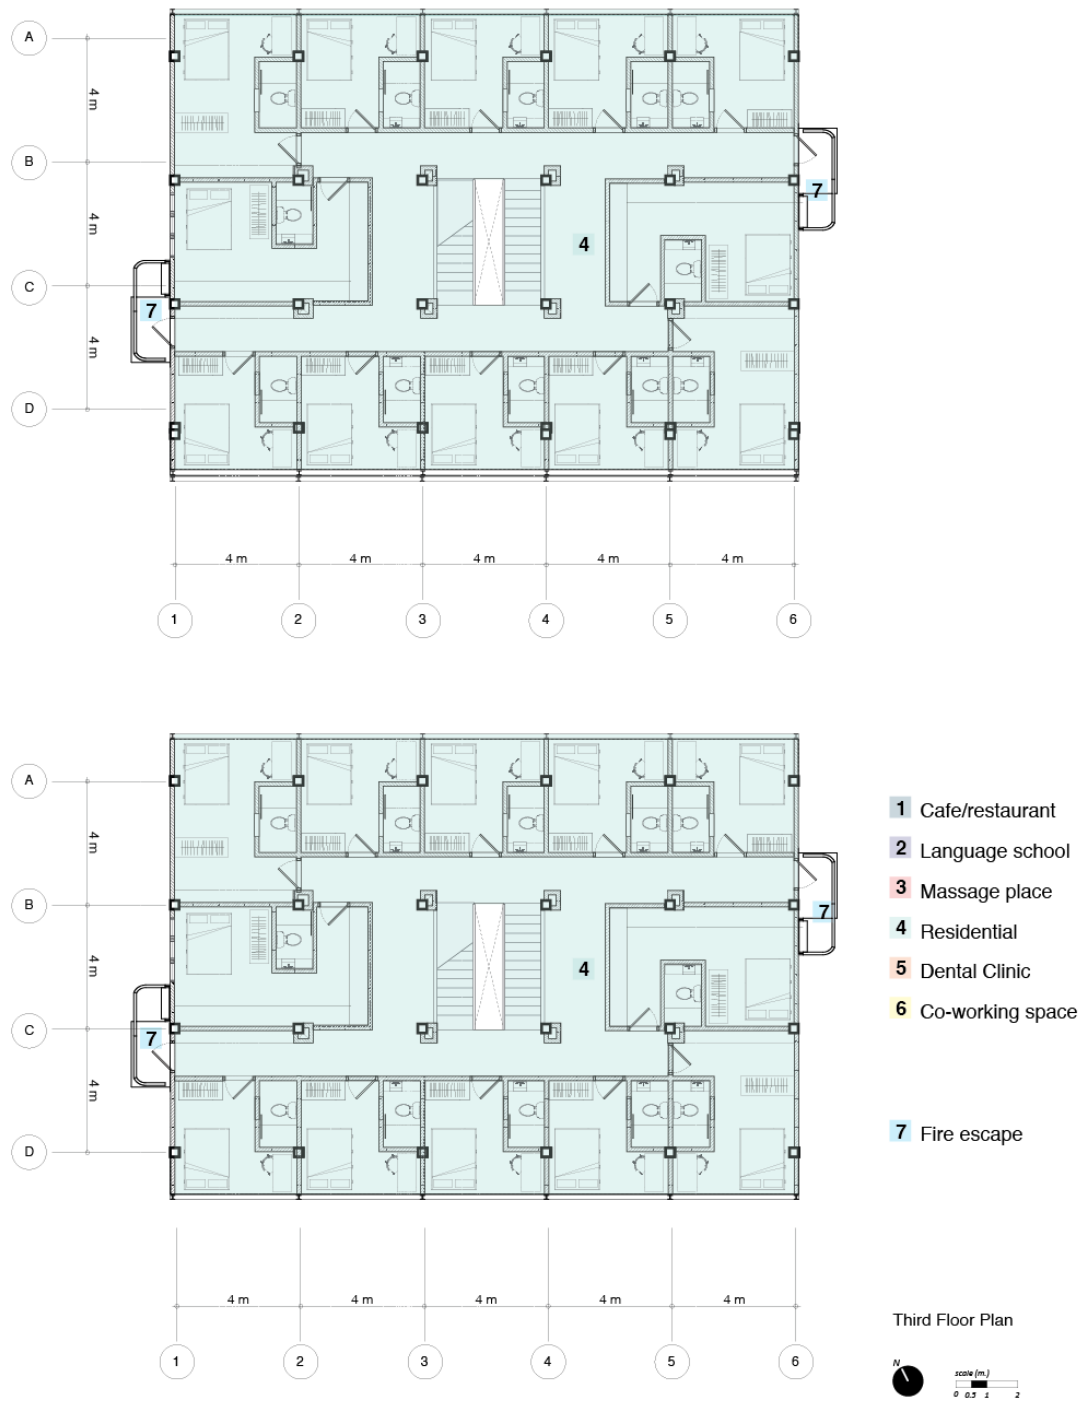 A
4 m
B
7
4 m
4
C
7
4 m
D
4 m 4 m 4 m 4 m 4 m
1 2 3 4 5 6
A
4 m
B
7
4 m
4
C
7
4 m
D
4 m 4 m 4 m 4 m 4 m
1 2 3 4 5 6
1 Cafe/restaurant
2 Language school
3 Massage place
4 Residential
5 Dental Clinic
6 Co-working space
7 Fire escape
Third Floor Plan
N
scale (m.)
0 0.5 1 2